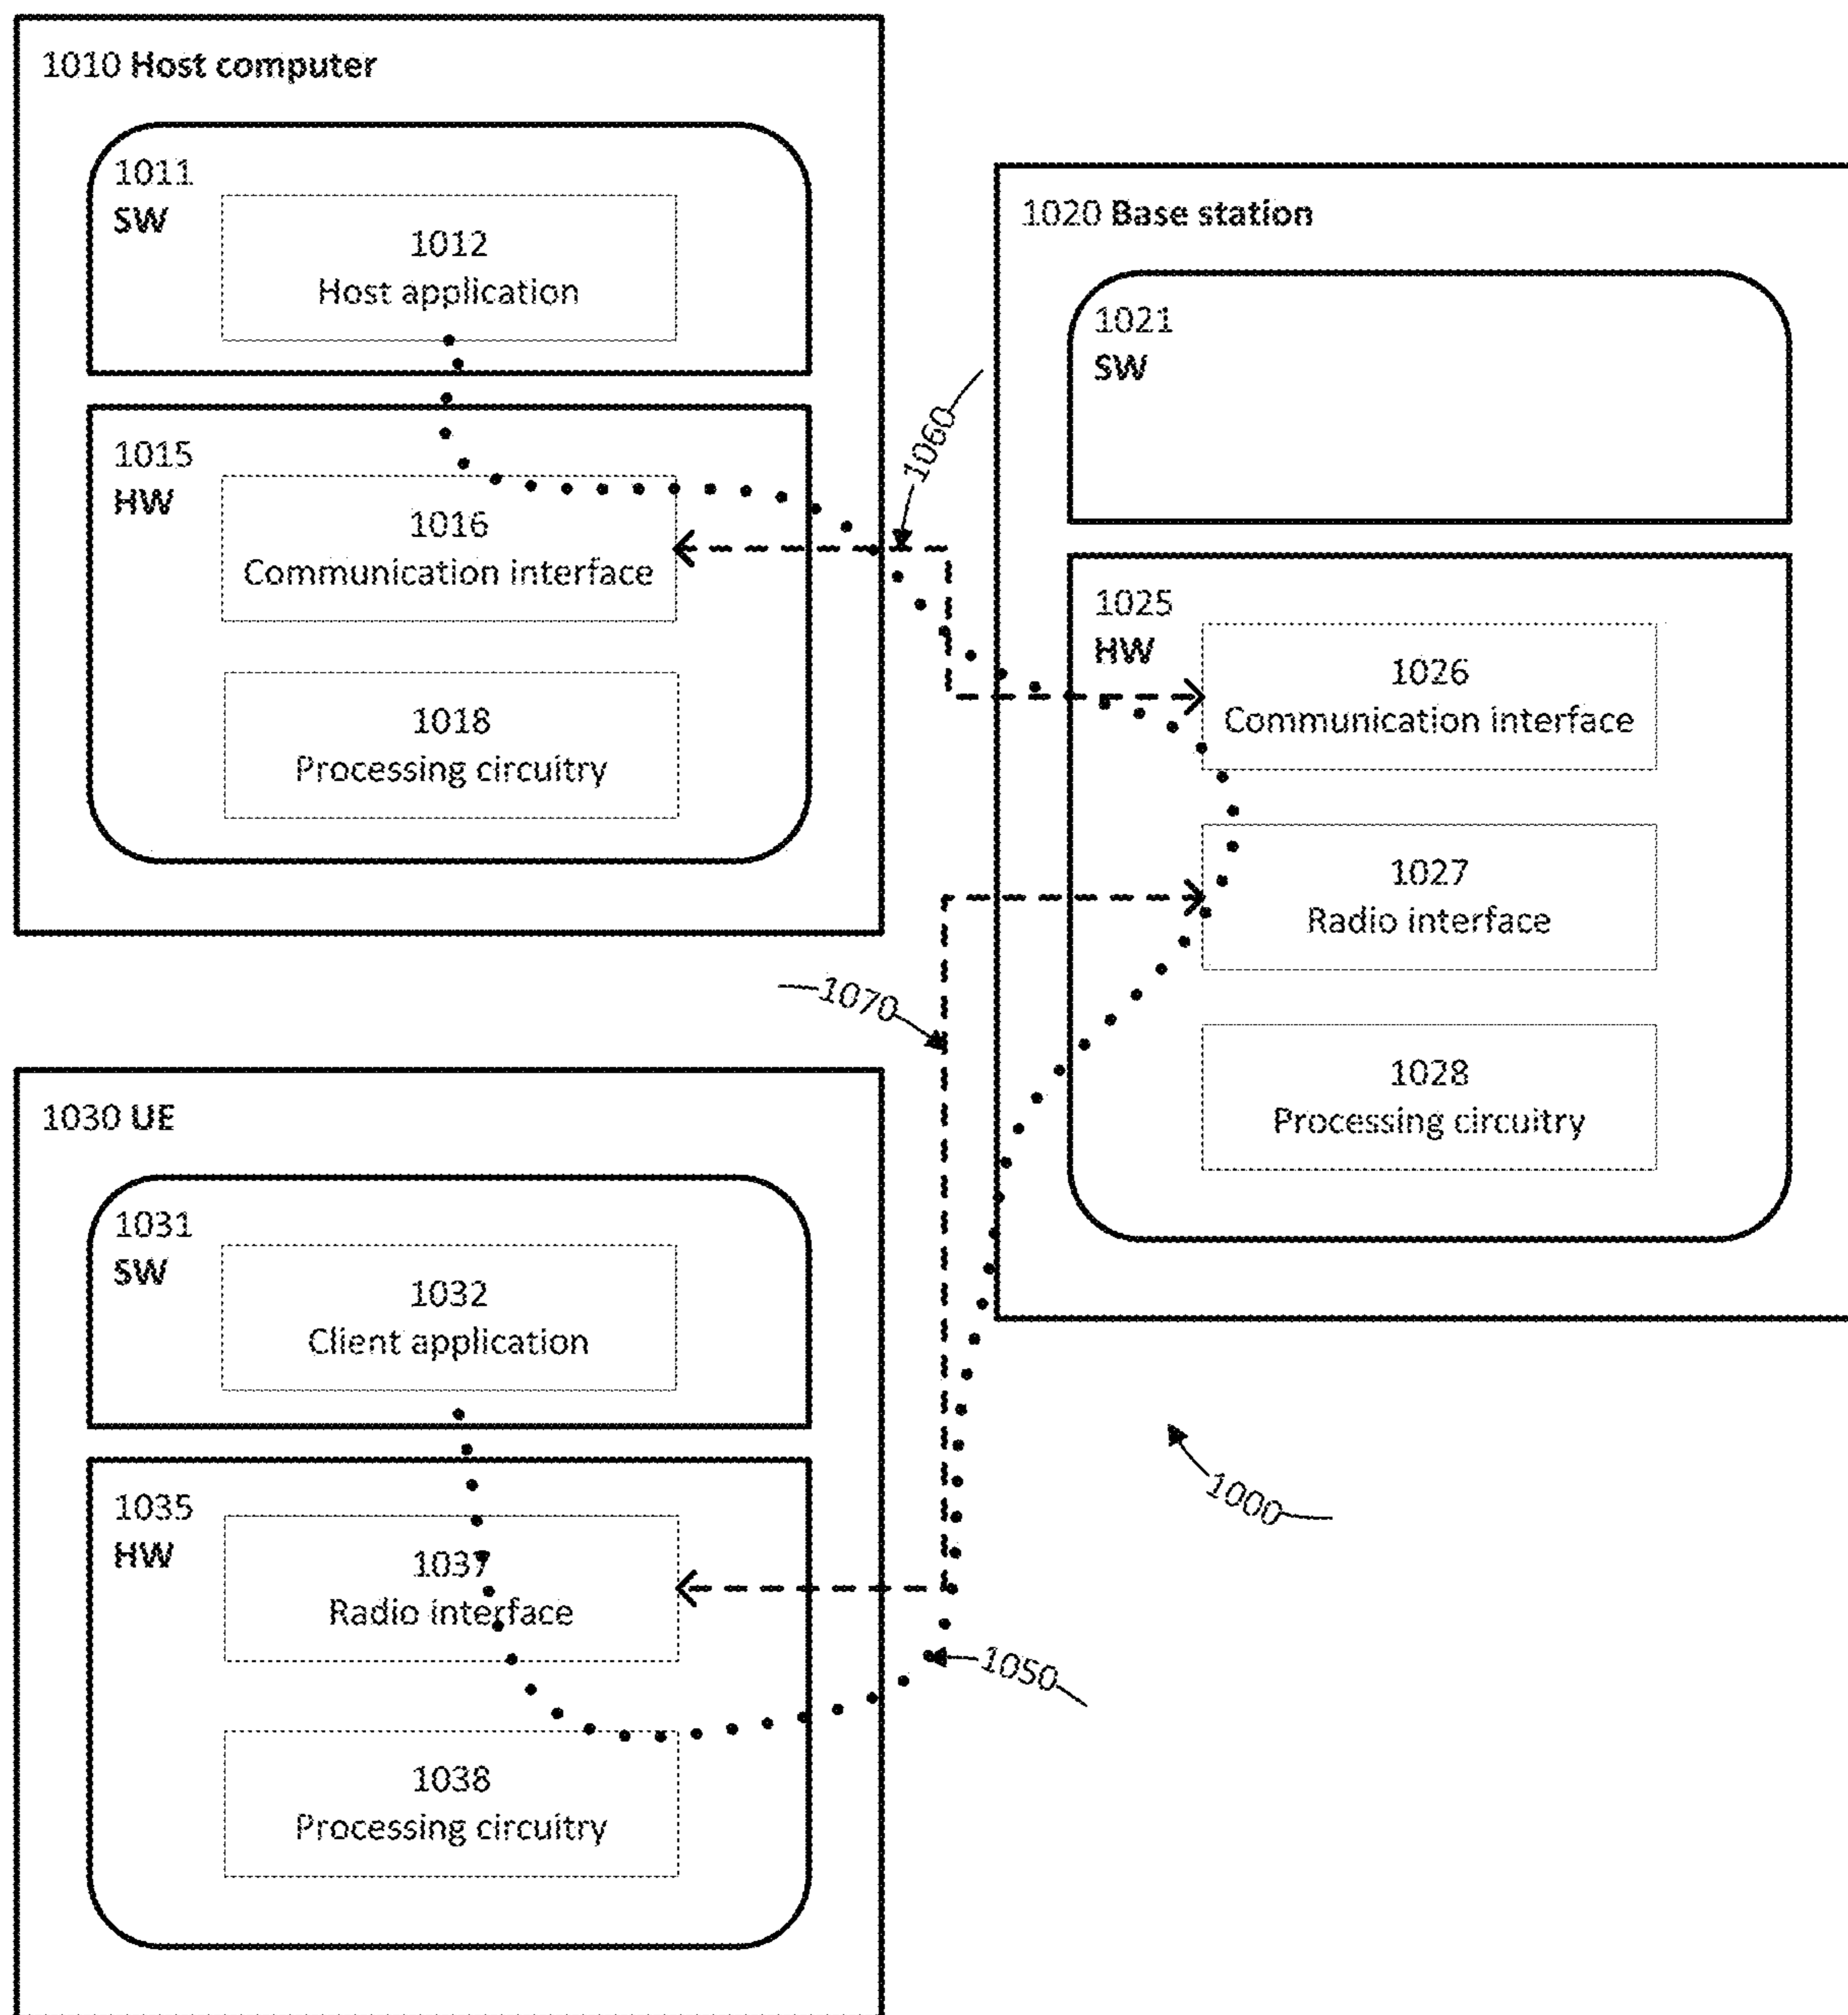 1010 Host computer
1011
SW
1012
Host application
1015
HW
1016
Communication interface
1018
Processing circuitry
1060
1020 Base station
1021
SW
1025
HW
1026
Communication interface
1027
Radio interface
1028
Processing circuitry
1070
1030 UE
1031
SW
1032
Client application
1035
HW
1037
Radio interface
1038
Processing circuitry
1000
1050